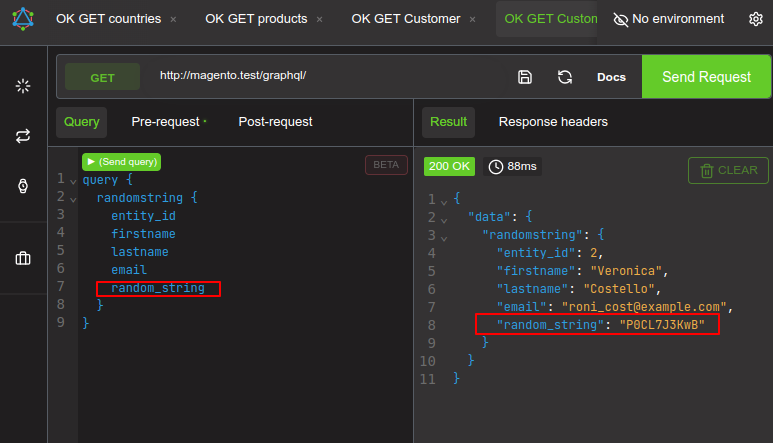 OK GET countries × OK GET products × OK GET Customer × OK GET Custon No environment
GET http://magento.test/graphql/ Docs Send Request
Query Pre-request Post-request Result Response headers
▶ (Send query) BETA 200 OK 88ms CLEAR
1 query {
2 randomstring {
3 entity_id
4 firstname
5 lastname
6 email
7 random_string
8 }
9 }
1 {
2 "data": {
3 "randomstring": {
4 "entity_id": 2,
5 "firstname": "Veronica",
6 "lastname": "Costello",
7 "email": "roni_cost@example.com",
8 "random_string": "P0CL7J3KwB"
9 }
10 }
11 }